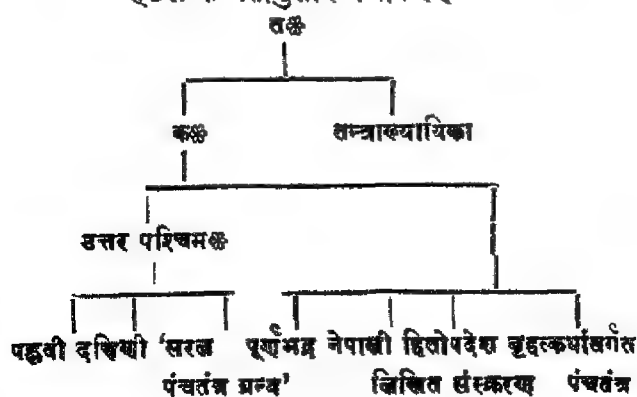 त❀
क❀ तन्त्राख्यायिका
उत्तर पश्चिम❀
पह्लवी दक्षिणी 'सरल पूर्णभद्र नेपाली हितोपदेश बृहत्कथांतर्गत
पंचतंत्र ग्रन्थ' लिखित संस्करण पंचतंत्र